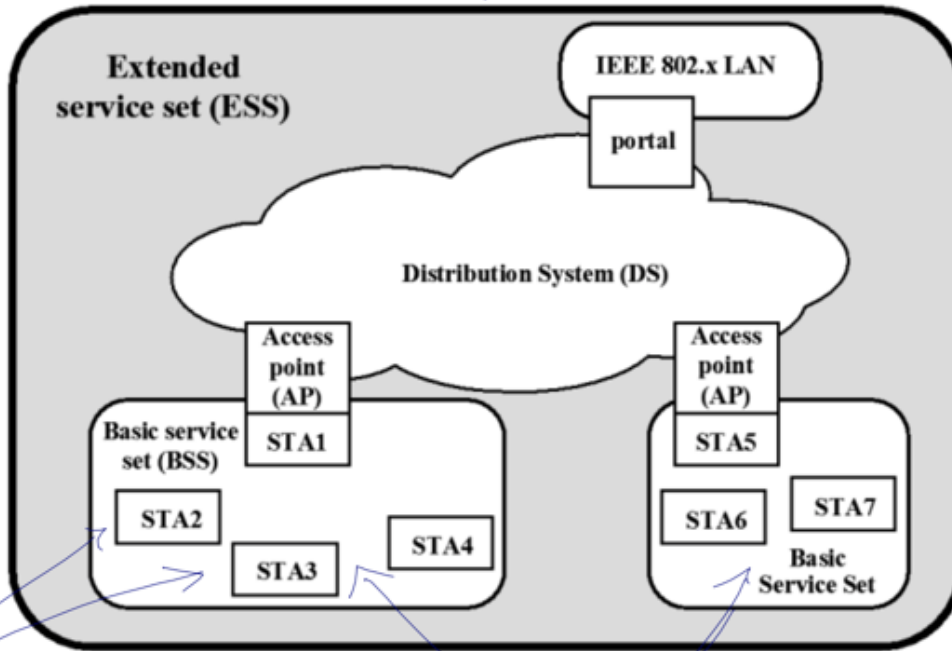 Extended
service set (ESS)
IEEE 802.x LAN
portal
Distribution System (DS)
Access
point
(AP)
STA1
Basic service
set (BSS)
STA2
STA3
STA4
Access
point
(AP)
STA5
STA6
STA7
Basic
Service Set